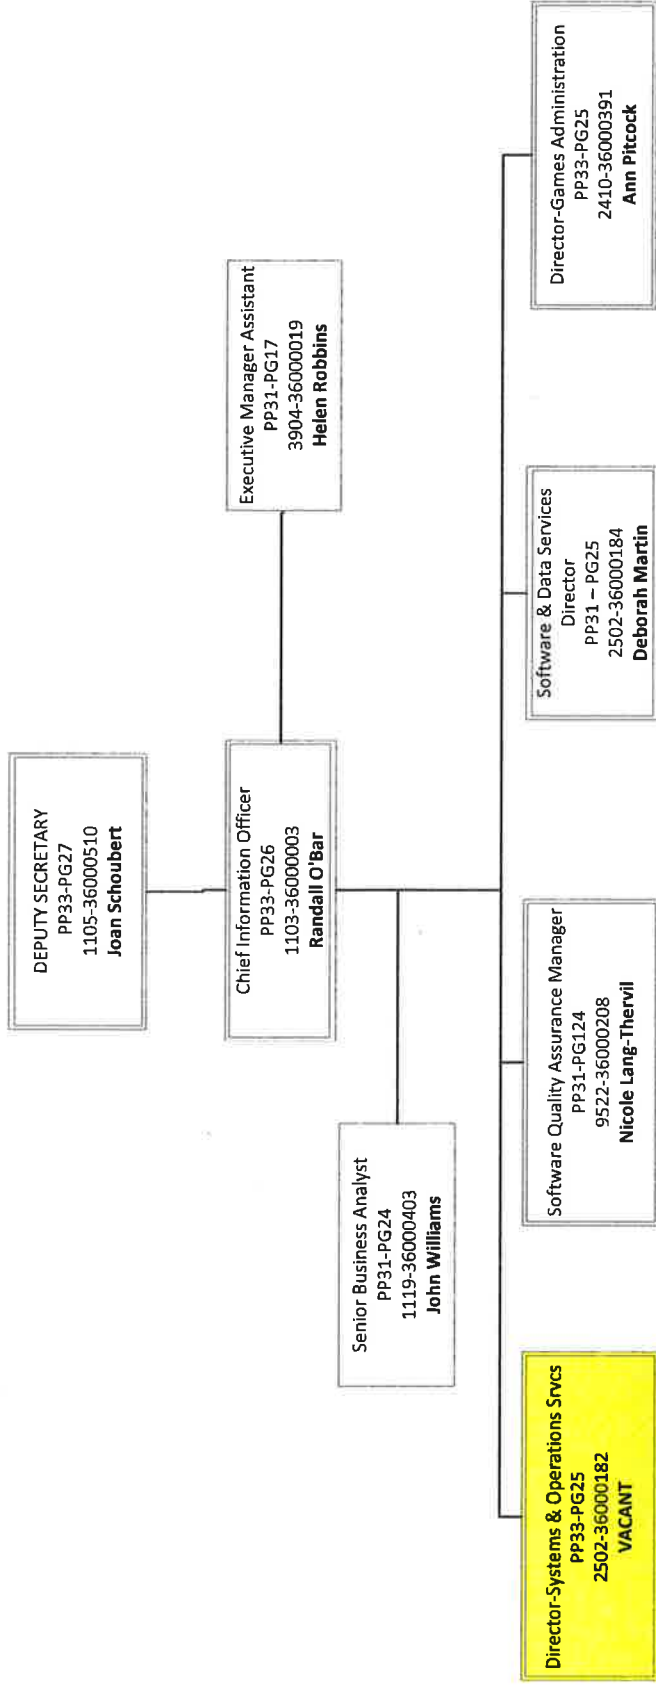 DEPUTY SECRETARY
PP33-PG27
1105-36000510
Joan Schoubert
Chief Information Officer
PP33-PG26
1103-36000003
Randall O'Bar
Executive Manager Assistant
PP31-PG17
3904-36000019
Helen Robbins
Senior Business Analyst
PP31-PG24
1119-36000403
John Williams
Director-Systems & Operations Srvcs
PP33-PG25
2502-36000182
VACANT
Software Quality Assurance Manager
PP31-PG124
9522-36000208
Nicole Lang-Thervil
Software & Data Services
Director
PP31 – PG25
2502-36000184
Deborah Martin
Director-Games Administration
PP33-PG25
2410-36000391
Ann Pitcock